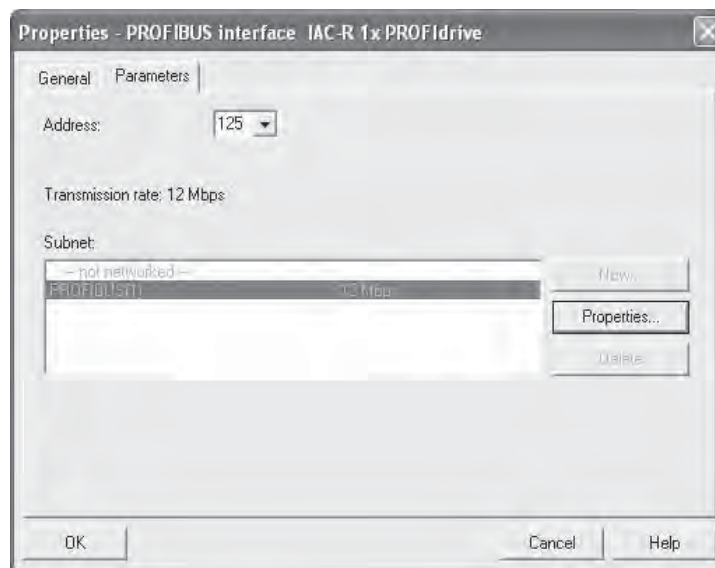 Properties - PROFIBUS interface IAC-R 1x PROFIdrive
General Parameters
Address: 125
Transmission rate: 12 Mbps
Subnet:
--- not networked ---
New...
PROFIBUS(1) 12 Mbps
Properties...
Delete
OK Cancel Help